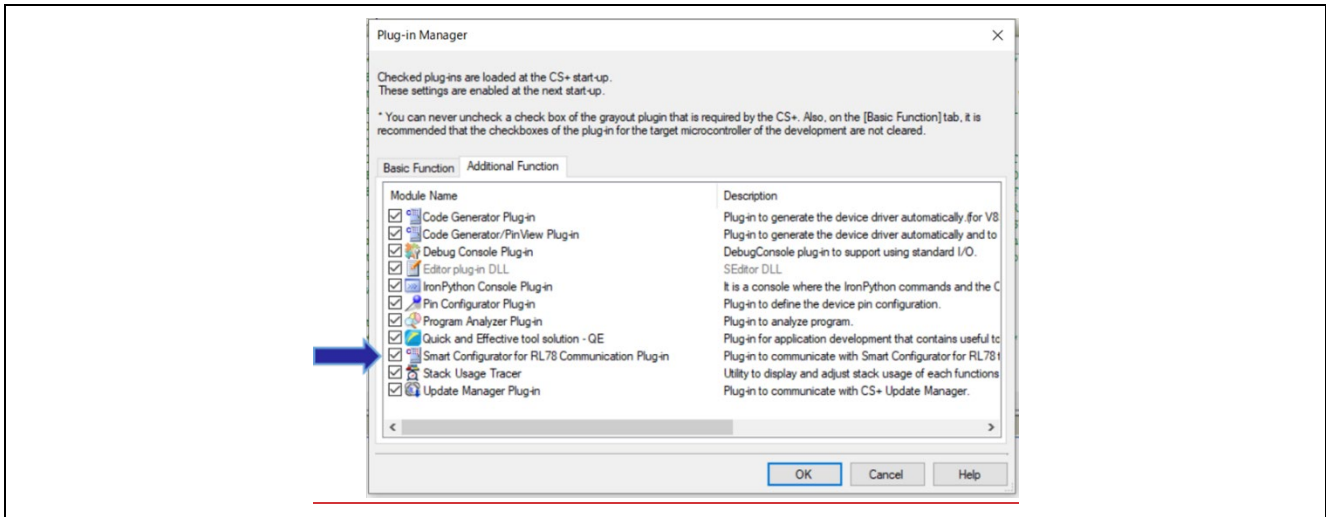 Plug-in Manager
Checked plug-ins are loaded at the CS+ start-up.
These settings are enabled at the next start-up.
* You can never uncheck a check box of the grayout plugin that is required by the CS+. Also, on the [Basic Function] tab, it is
recommended that the checkboxes of the plug-in for the target microcontroller of the development are not cleared.
Basic Function Additional Function
Module Name Description
Code Generator Plug-in Plug-in to generate the device driver automatically.(for V8
Code Generator/PinView Plug-in Plug-in to generate the device driver automatically and to
Debug Console Plug-in DebugConsole plug-in to support using standard I/O.
Editor plug-in DLL SEditor DLL
IronPython Console Plug-in It is a console where the IronPython commands and the C
Pin Configurator Plug-in Plug-in to define the device pin configuration.
Program Analyzer Plug-in Plug-in to analyze program.
Quick and Effective tool solution - QE Plug-in for application development that contains useful to
Smart Configurator for RL78 Communication Plug-in Plug-in to communicate with Smart Configurator for RL78
Stack Usage Tracer Utility to display and adjust stack usage of each functions
Update Manager Plug-in Plug-in to communicate with CS+ Update Manager.
OK Cancel Help